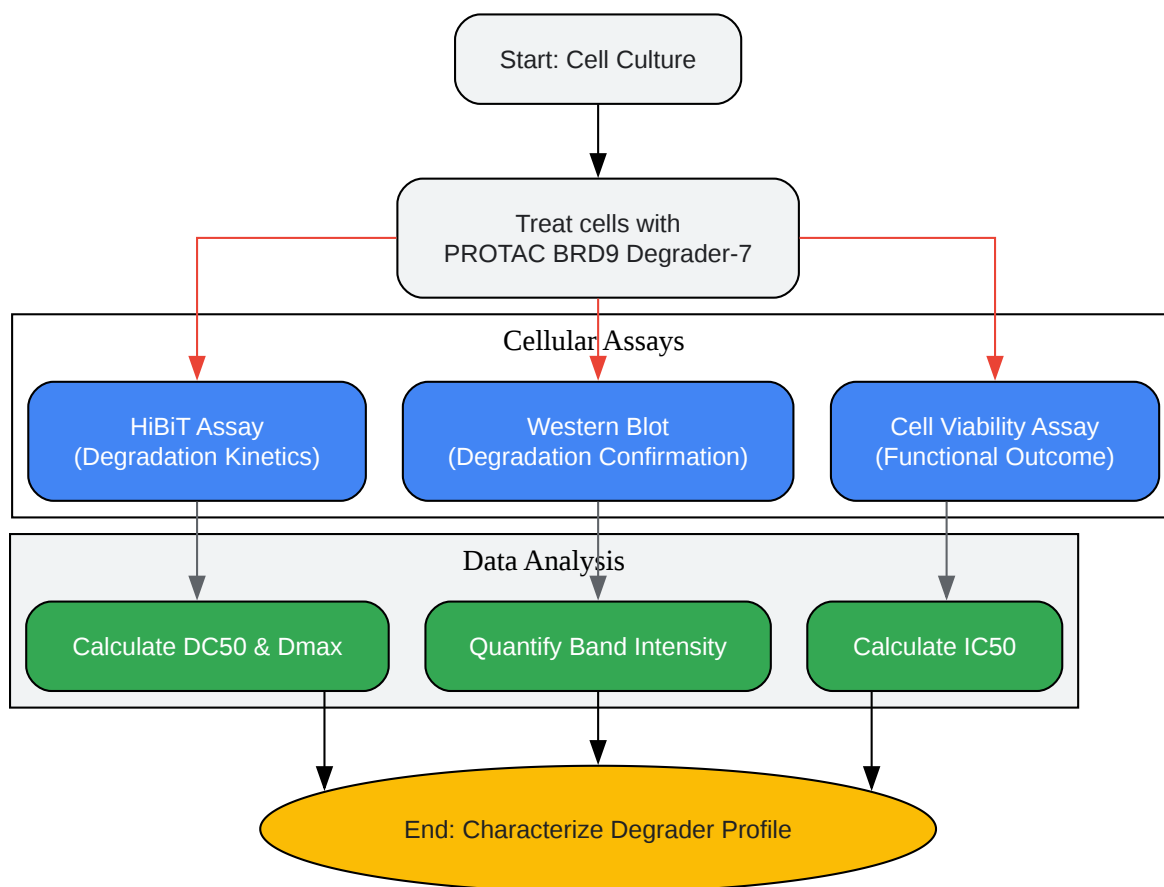 Start: Cell Culture
Treat cells with
PROTAC BRD9 Degrader-7
Cellular Assays
HiBiT Assay
(Degradation Kinetics)
Western Blot
(Degradation Confirmation)
Cell Viability Assay
(Functional Outcome)
Data Analysis
Calculate DC50 & Dmax
Quantify Band Intensity
Calculate IC50
End: Characterize Degrader Profile